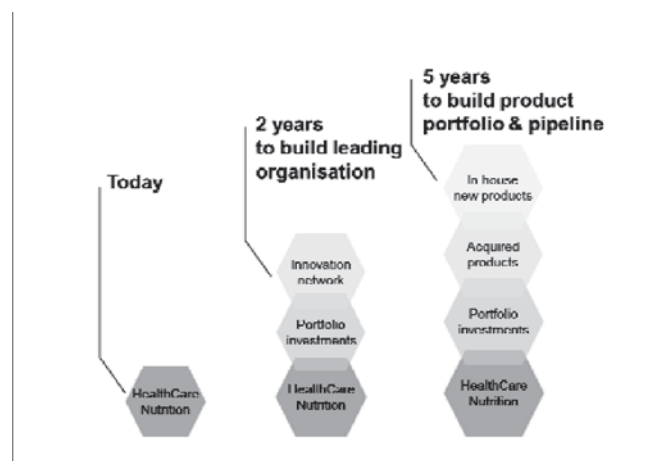 Today
HealthCare
Nutrition
2 years
to build leading
organisation
Innovation
network
Portfolio
investments
HealthCare
Nutrition
5 years
to build product
portfolio & pipeline
In house
new products
Acquired
products
Portfolio
investments
HealthCare
Nutrition